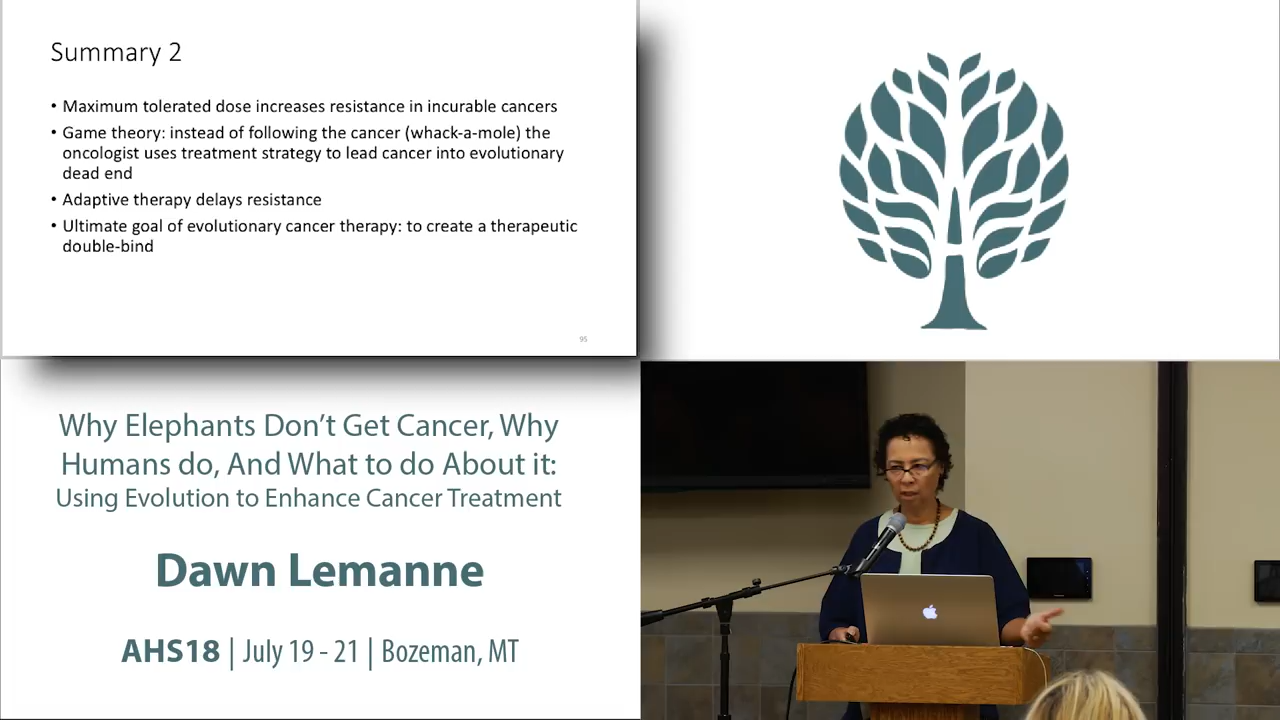 Summary 2
• Maximum tolerated dose increases resistance in incurable cancers
• Game theory: instead of following the cancer (whack-a-mole) the
oncologist uses treatment strategy to lead cancer into evolutionary
dead end
• Adaptive therapy delays resistance
• Ultimate goal of evolutionary cancer therapy: to create a therapeutic
double-bind
95
Why Elephants Don’t Get Cancer, Why
Humans do, And What to do About it:
Using Evolution to Enhance Cancer Treatment
Dawn Lemanne
AHS18 | July 19 - 21 | Bozeman, MT